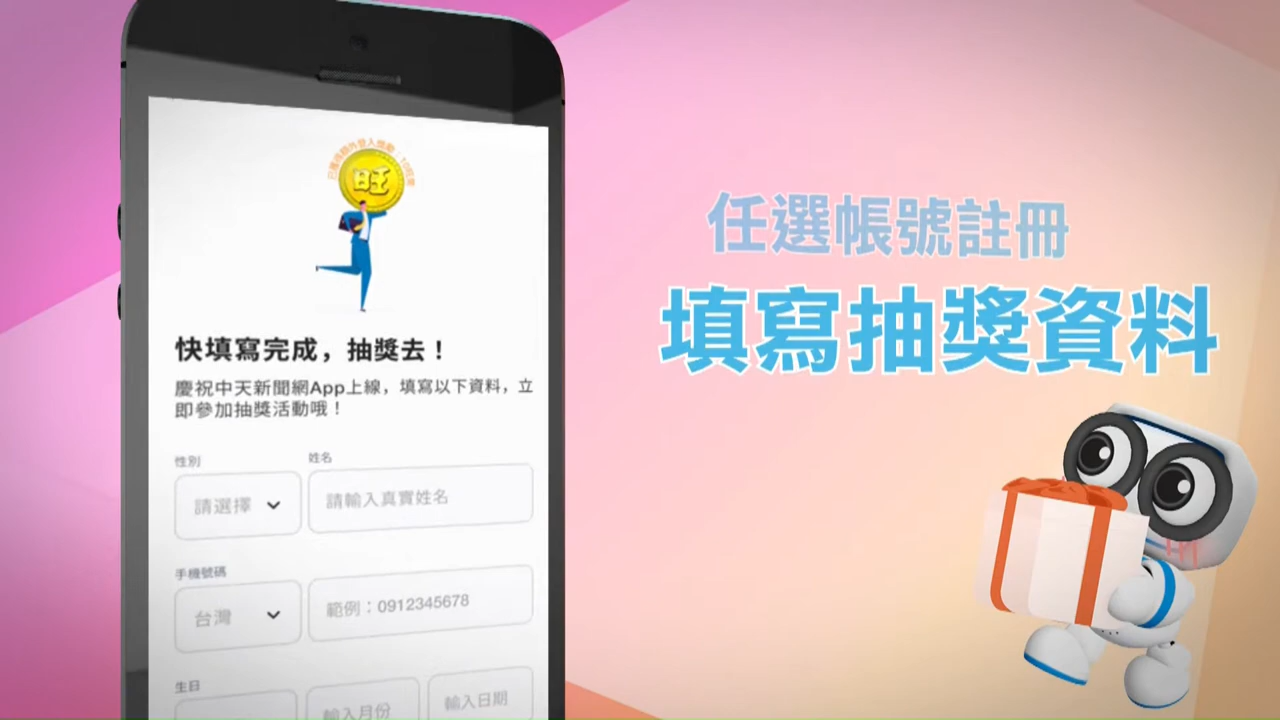 旺
快填寫完成，抽獎去！
慶祝中天新聞網App上線，填寫以下資料，立
即參加抽獎活動哦！
性別
姓名
請選擇
請輸入真實姓名
手機號碼
台灣
範例：0912345678
生日
輸入月份
輸入日期
任選帳號註冊
填寫抽獎資料